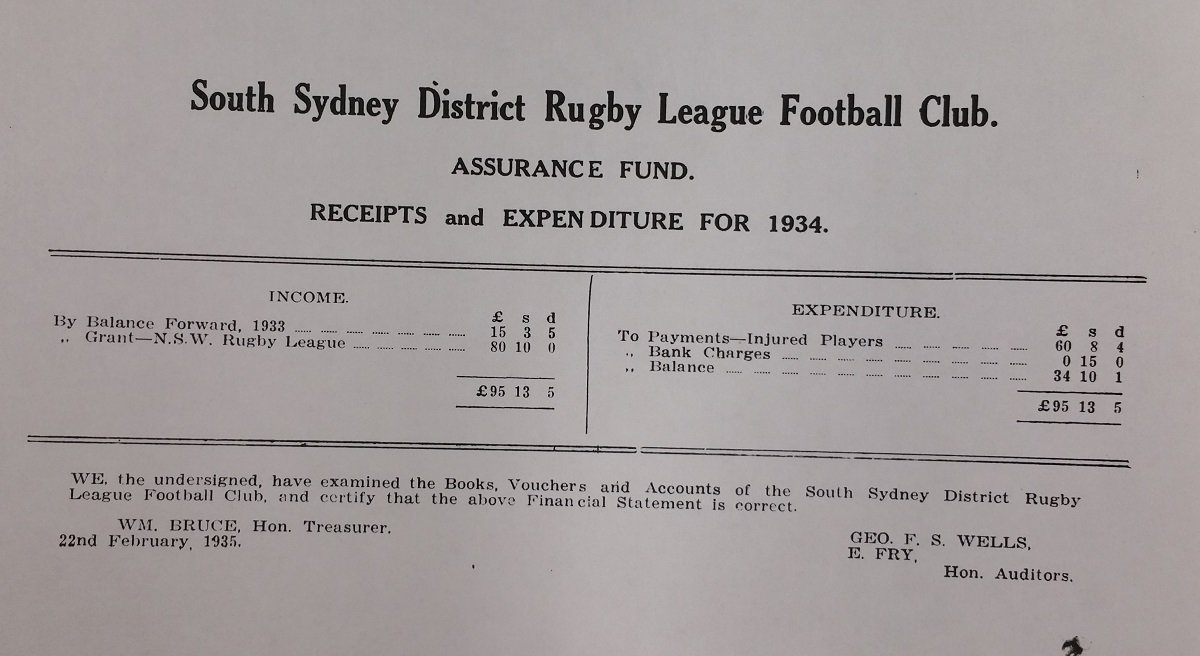 South Sydney District Rugby League Football Club.
ASSURANCE FUND.
RECEIPTS and EXPENDITURE FOR 1934.
INCOME.
£ s d
By Balance Forward, 1933 ...... ...... ...... ...... ...... ...... 15 3 5
,, Grant—N.S.W. Rugby League ...... ...... ...... ...... ...... 80 10 0
£95 13 5
EXPENDITURE.
£ s d
To Payments—Injured Players ...... ...... ...... ...... ...... 60 8 4
,, Bank Charges ...... ...... ...... ...... ...... ...... ...... ...... ...... 0 15 0
,, Balance ...... ...... ...... ...... ...... ...... ...... ...... ...... ...... 34 10 1
£95 13 5
WE, the undersigned, have examined the Books, Vouchers and Accounts of the South Sydney District Rugby
League Football Club, and certify that the above Financial Statement is correct.
WM. BRUCE, Hon. Treasurer.
22nd February, 1935.
GEO. F. S. WELLS,
E. FRY,
Hon. Auditors.